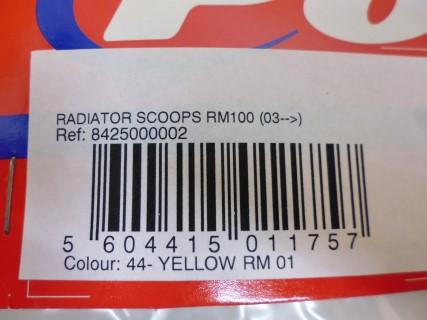 RADIATOR SCOOPS RM100 (03-->)
Ref: 8425000002
5 604415 011757
Colour: 44- YELLOW RM 01